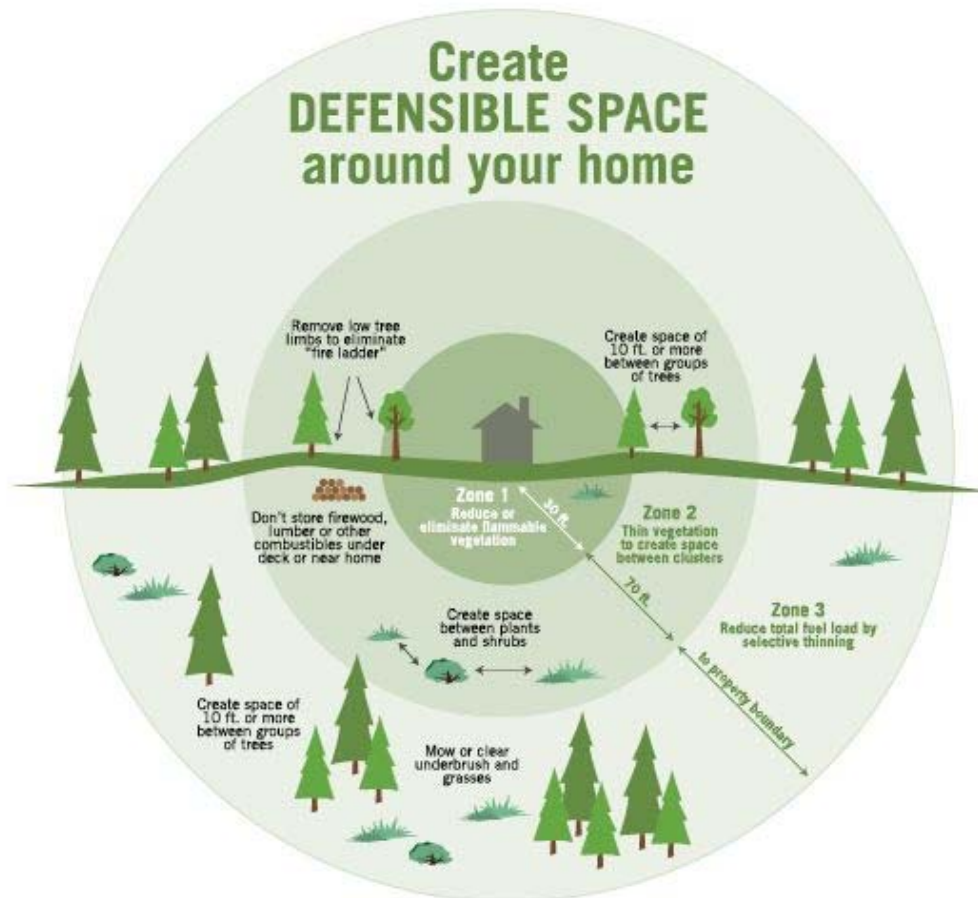 Create
DEFENSIBLE SPACE
around your home
Remove low tree
limbs to eliminate
"fire ladder"
Create space of
10 ft. or more
between groups
of trees
Zone 1
Reduce or
eliminate flammable
vegetation
30 ft.
Don't store firewood,
lumber or other
combustibles under
deck or near home
Zone 2
Thin vegetation
to create space
between clusters
70 ft.
Zone 3
Reduce total fuel load by
selective thinning
to property boundary
Create space
between plants
and shrubs
Create space of
10 ft. or more
between groups
of trees
Mow or clear
underbrush and
grasses